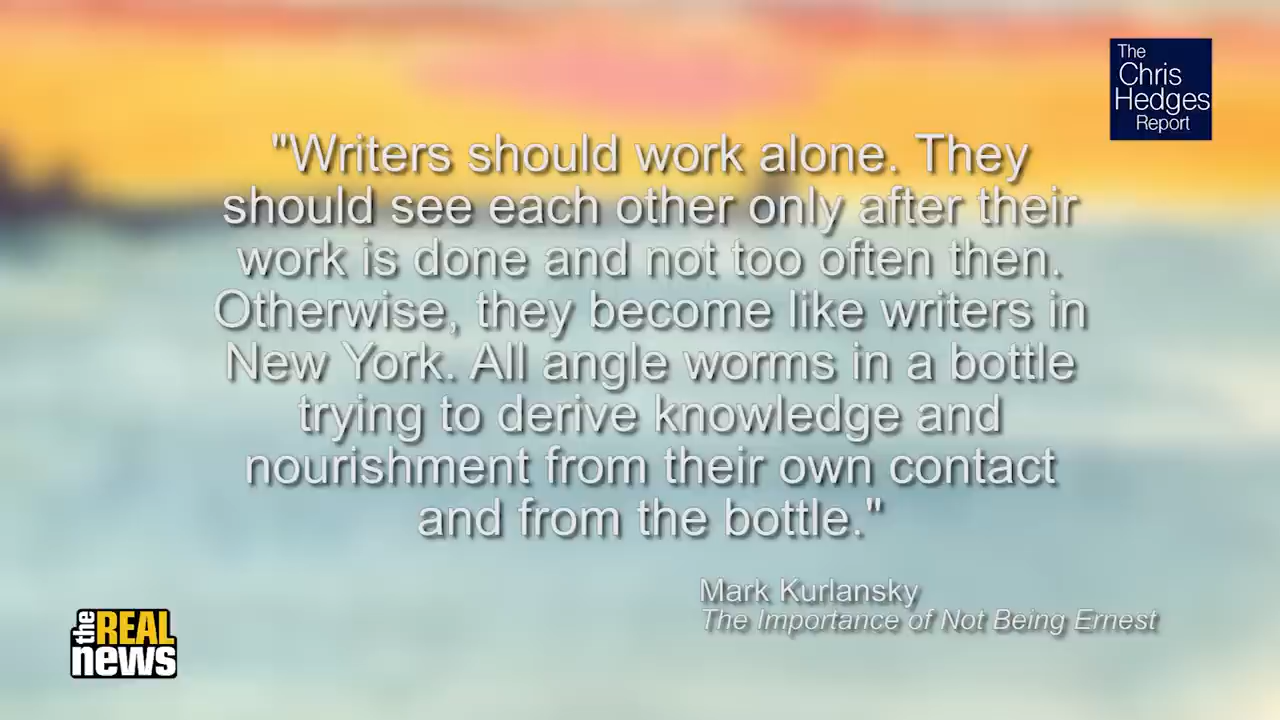 The
Chris
Hedges
Report
"Writers should work alone. They
should see each other only after their
work is done and not too often then.
Otherwise, they become like writers in
New York. All angle worms in a bottle
trying to derive knowledge and
nourishment from their own contact
and from the bottle."
Mark Kurlansky
The Importance of Not Being Ernest
the REAL
news